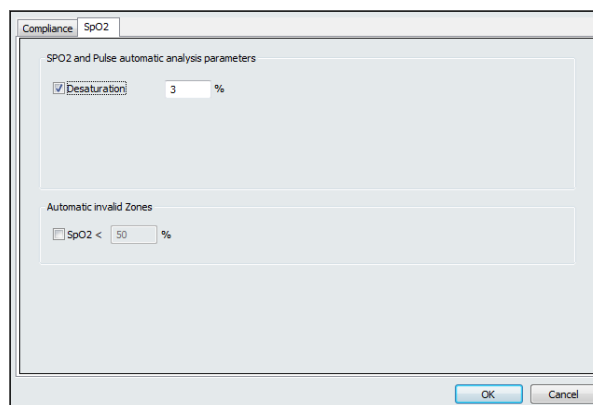 Compliance SpO2
SPO2 and Pulse automatic analysis parameters
Desaturation 3 %
Automatic invalid Zones
SpO2 < 50 %
OK Cancel